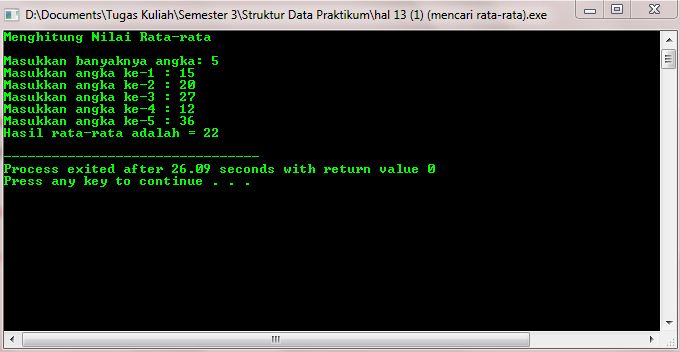 D:\Documents\Tugas Kuliah\Semester 3\Struktur Data Praktikum\hal 13 (1) (mencari rata-rata).exe
Menghitung Nilai Rata-rata
Masukkan banyaknya angka: 5
Masukkan angka ke-1 : 15
Masukkan angka ke-2 : 20
Masukkan angka ke-3 : 27
Masukkan angka ke-4 : 12
Masukkan angka ke-5 : 36
Hasil rata-rata adalah = 22
--------------------------------
Process exited after 26.09 seconds with return value 0
Press any key to continue . . .